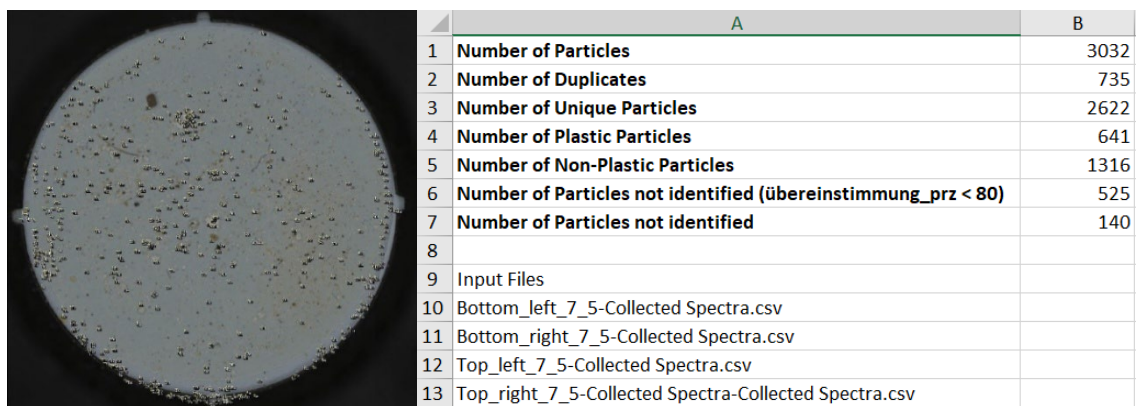 A B
1 Number of Particles 3032
2 Number of Duplicates 735
3 Number of Unique Particles 2622
4 Number of Plastic Particles 641
5 Number of Non-Plastic Particles 1316
6 Number of Particles not identified (übereinstimmung_prz < 80) 525
7 Number of Particles not identified 140
8
9 Input Files
10 Bottom_left_7_5-Collected Spectra.csv
11 Bottom_right_7_5-Collected Spectra.csv
12 Top_left_7_5-Collected Spectra.csv
13 Top_right_7_5-Collected Spectra-Collected Spectra.csv